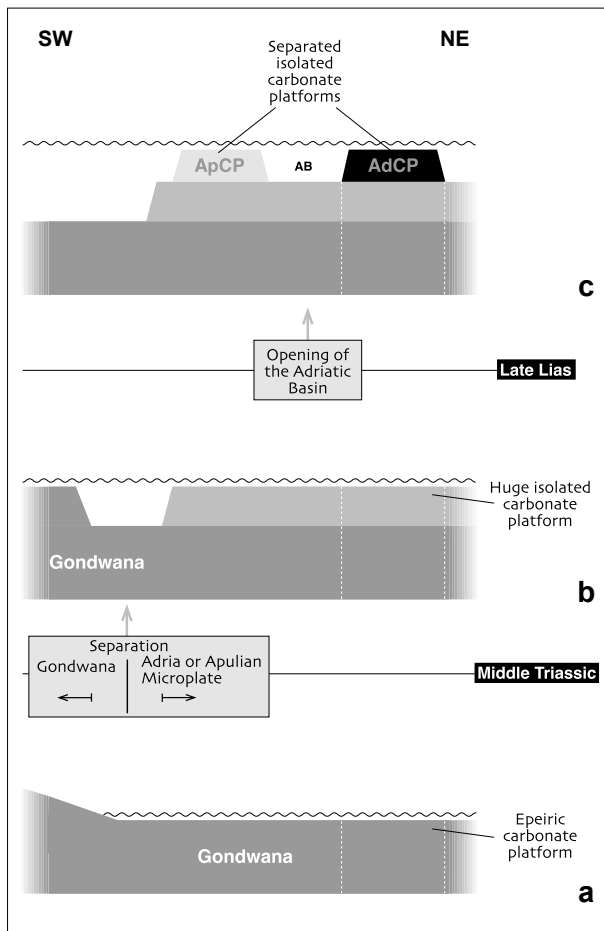 SW
NE
Separated
isolated
carbonate
platforms
ApCP
AB
AdCP
c
Opening of
the Adriatic
Basin
Late Lias
Huge isolated
carbonate
platform
Gondwana
b
Separation
Gondwana
Adria or Apulian
Microplate
Middle Triassic
Epeiric
carbonate
platform
Gondwana
a